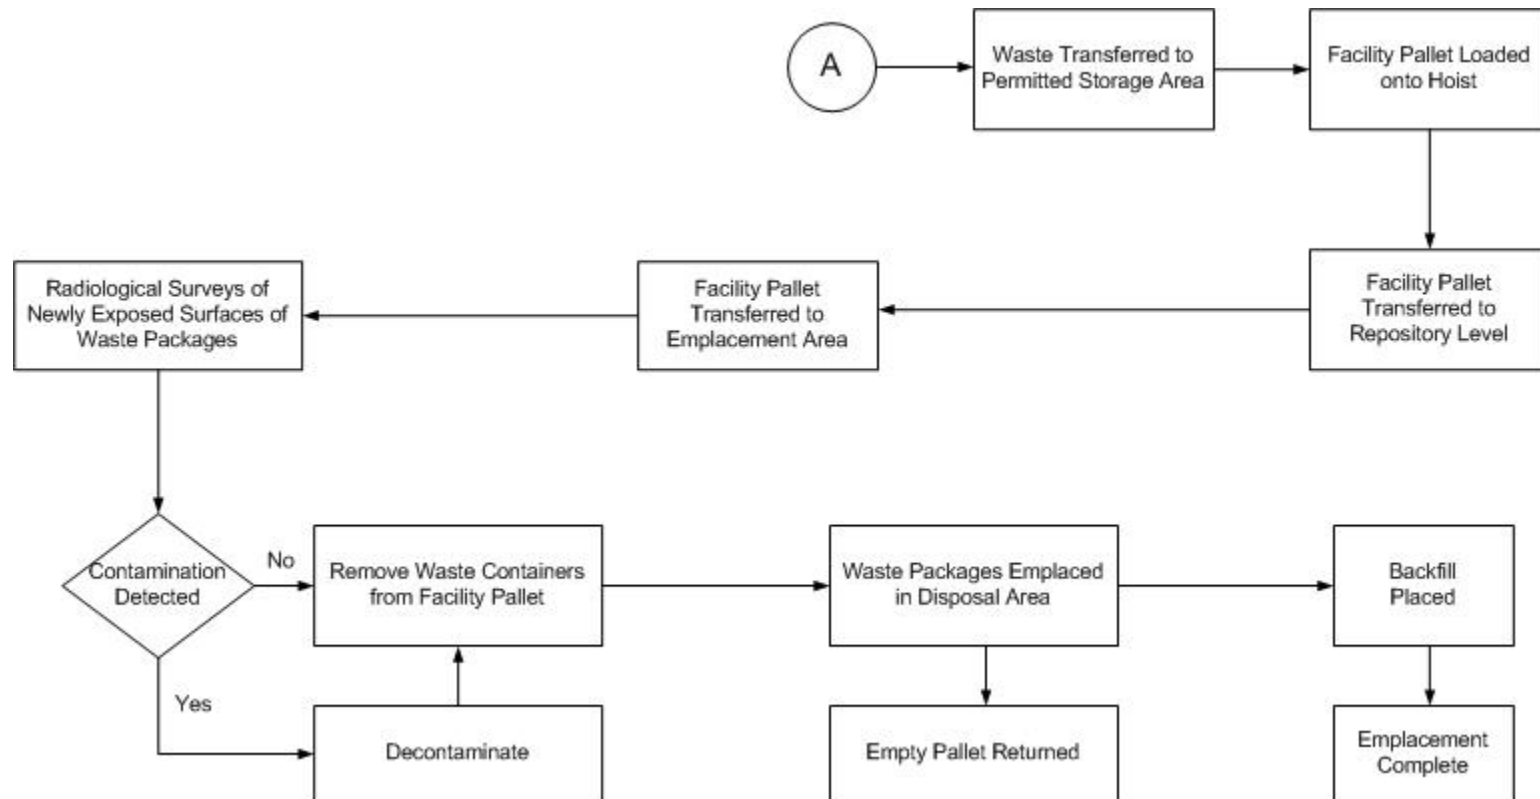 A
Waste Transferred to
Permitted Storage Area
Facility Pallet Loaded
onto Hoist
Facility Pallet
Transferred to
Repository Level
Facility Pallet
Transferred to
Emplacement Area
Radiological Surveys of
Newly Exposed Surfaces of
Waste Packages
Contamination
Detected
No
Yes
Remove Waste Containers
from Facility Pallet
Decontaminate
Waste Packages Emplaced
in Disposal Area
Empty Pallet Returned
Backfill
Placed
Emplacement
Complete